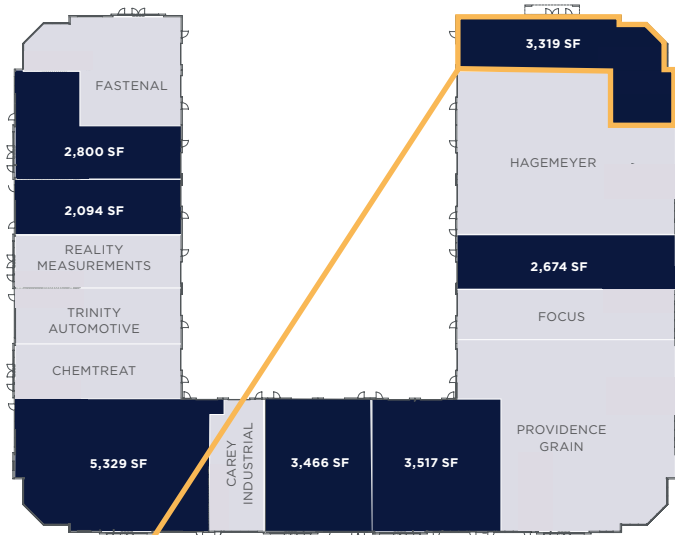 3,319 SF
FASTENAL
2,800 SF
HAGEMEYER -
2,094 SF
REALITY
MEASUREMENTS
2,674 SF
TRINITY
AUTOMOTIVE
FOCUS
CHEMTREAT
PROVIDENCE
GRAIN
5,329 SF
CAREY
INDUSTRIAL
3,466 SF
3,517 SF